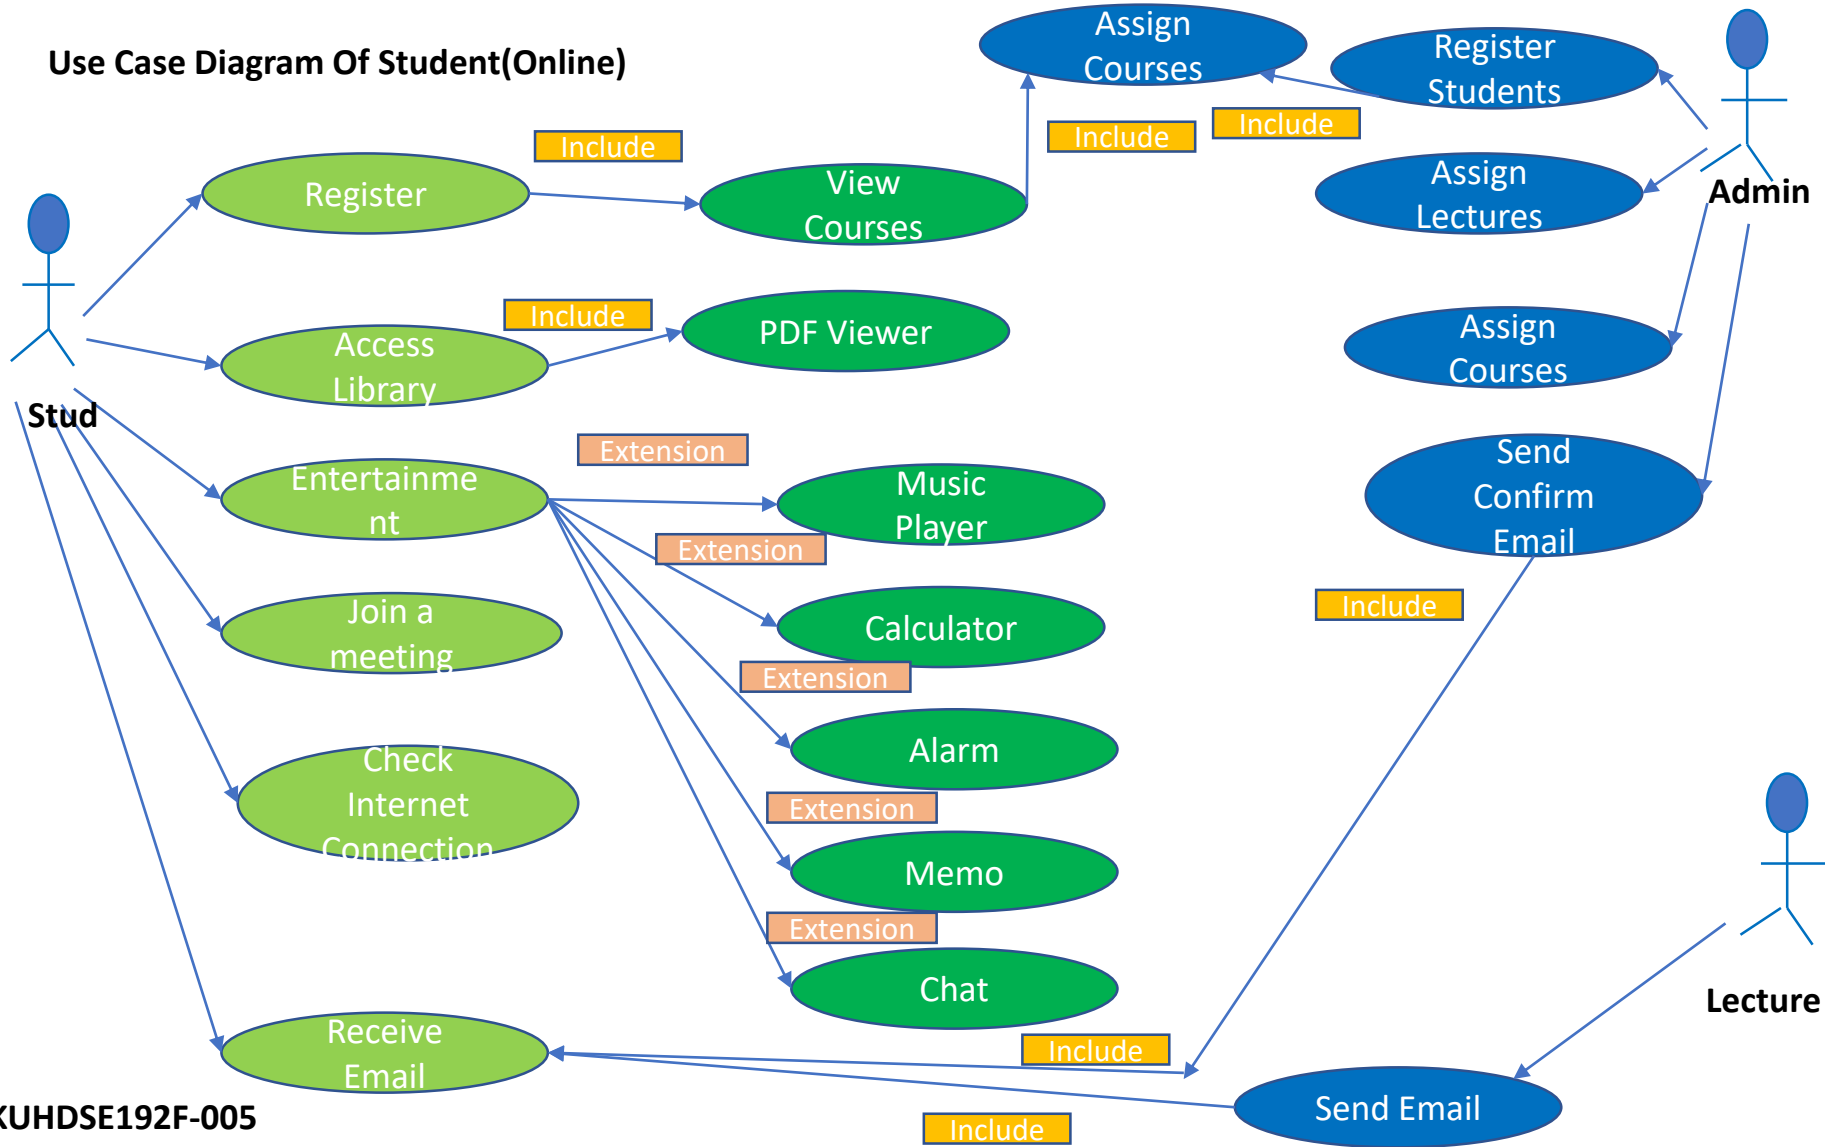 Use Case Diagram Of Student(Online)
Assign
Courses
Register
Students
Include
Include
Include
Register
View
Courses
Assign
Lectures
Admin
Include
Access
Library
PDF Viewer
Assign
Courses
Stud
Extension
Entertainme
nt
Music
Player
Send
Confirm
Email
Extension
Include
Join a
meeting
Calculator
Extension
Check
Internet
Connection
Alarm
Extension
Memo
Extension
Chat
Lecture
Receive
Email
Include
Send Email
Include
KUHDSE192F-005